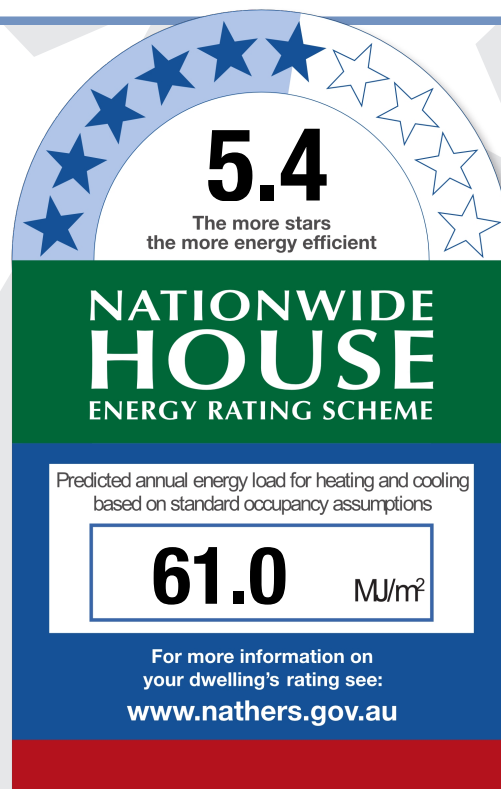 5.4
The more stars
the more energy efficient
NATIONWIDE
HOUSE
ENERGY RATING SCHEME
Predicted annual energy load for heating and cooling
based on standard occupancy assumptions
61.0 MJ/m²
For more information on
your dwelling's rating see:
www.nathers.gov.au